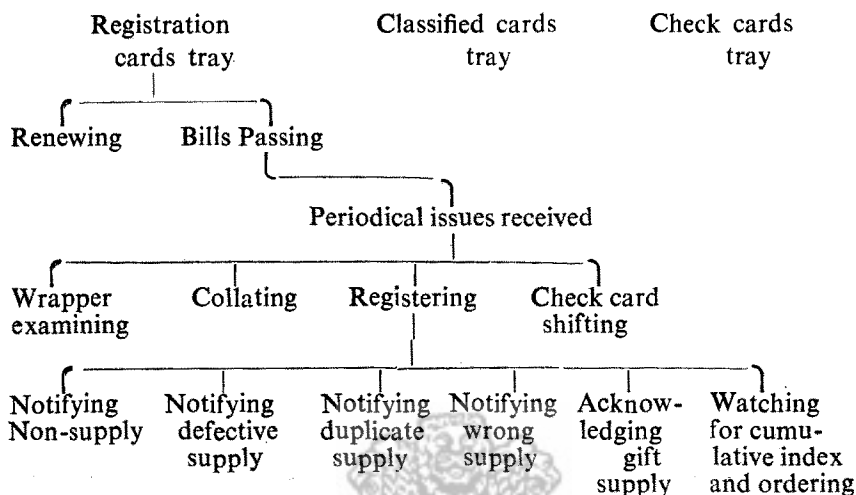 Registration Classified cards Check cards
cards tray tray tray
Renewing Bills Passing
Periodical issues received
Wrapper Collating Registering Check card
examining shifting
Notifying Notifying Notifying Notifying Acknow- Watching
Non-supply defective duplicate wrong ledging for cumu-
supply supply supply gift lative index
supply and ordering